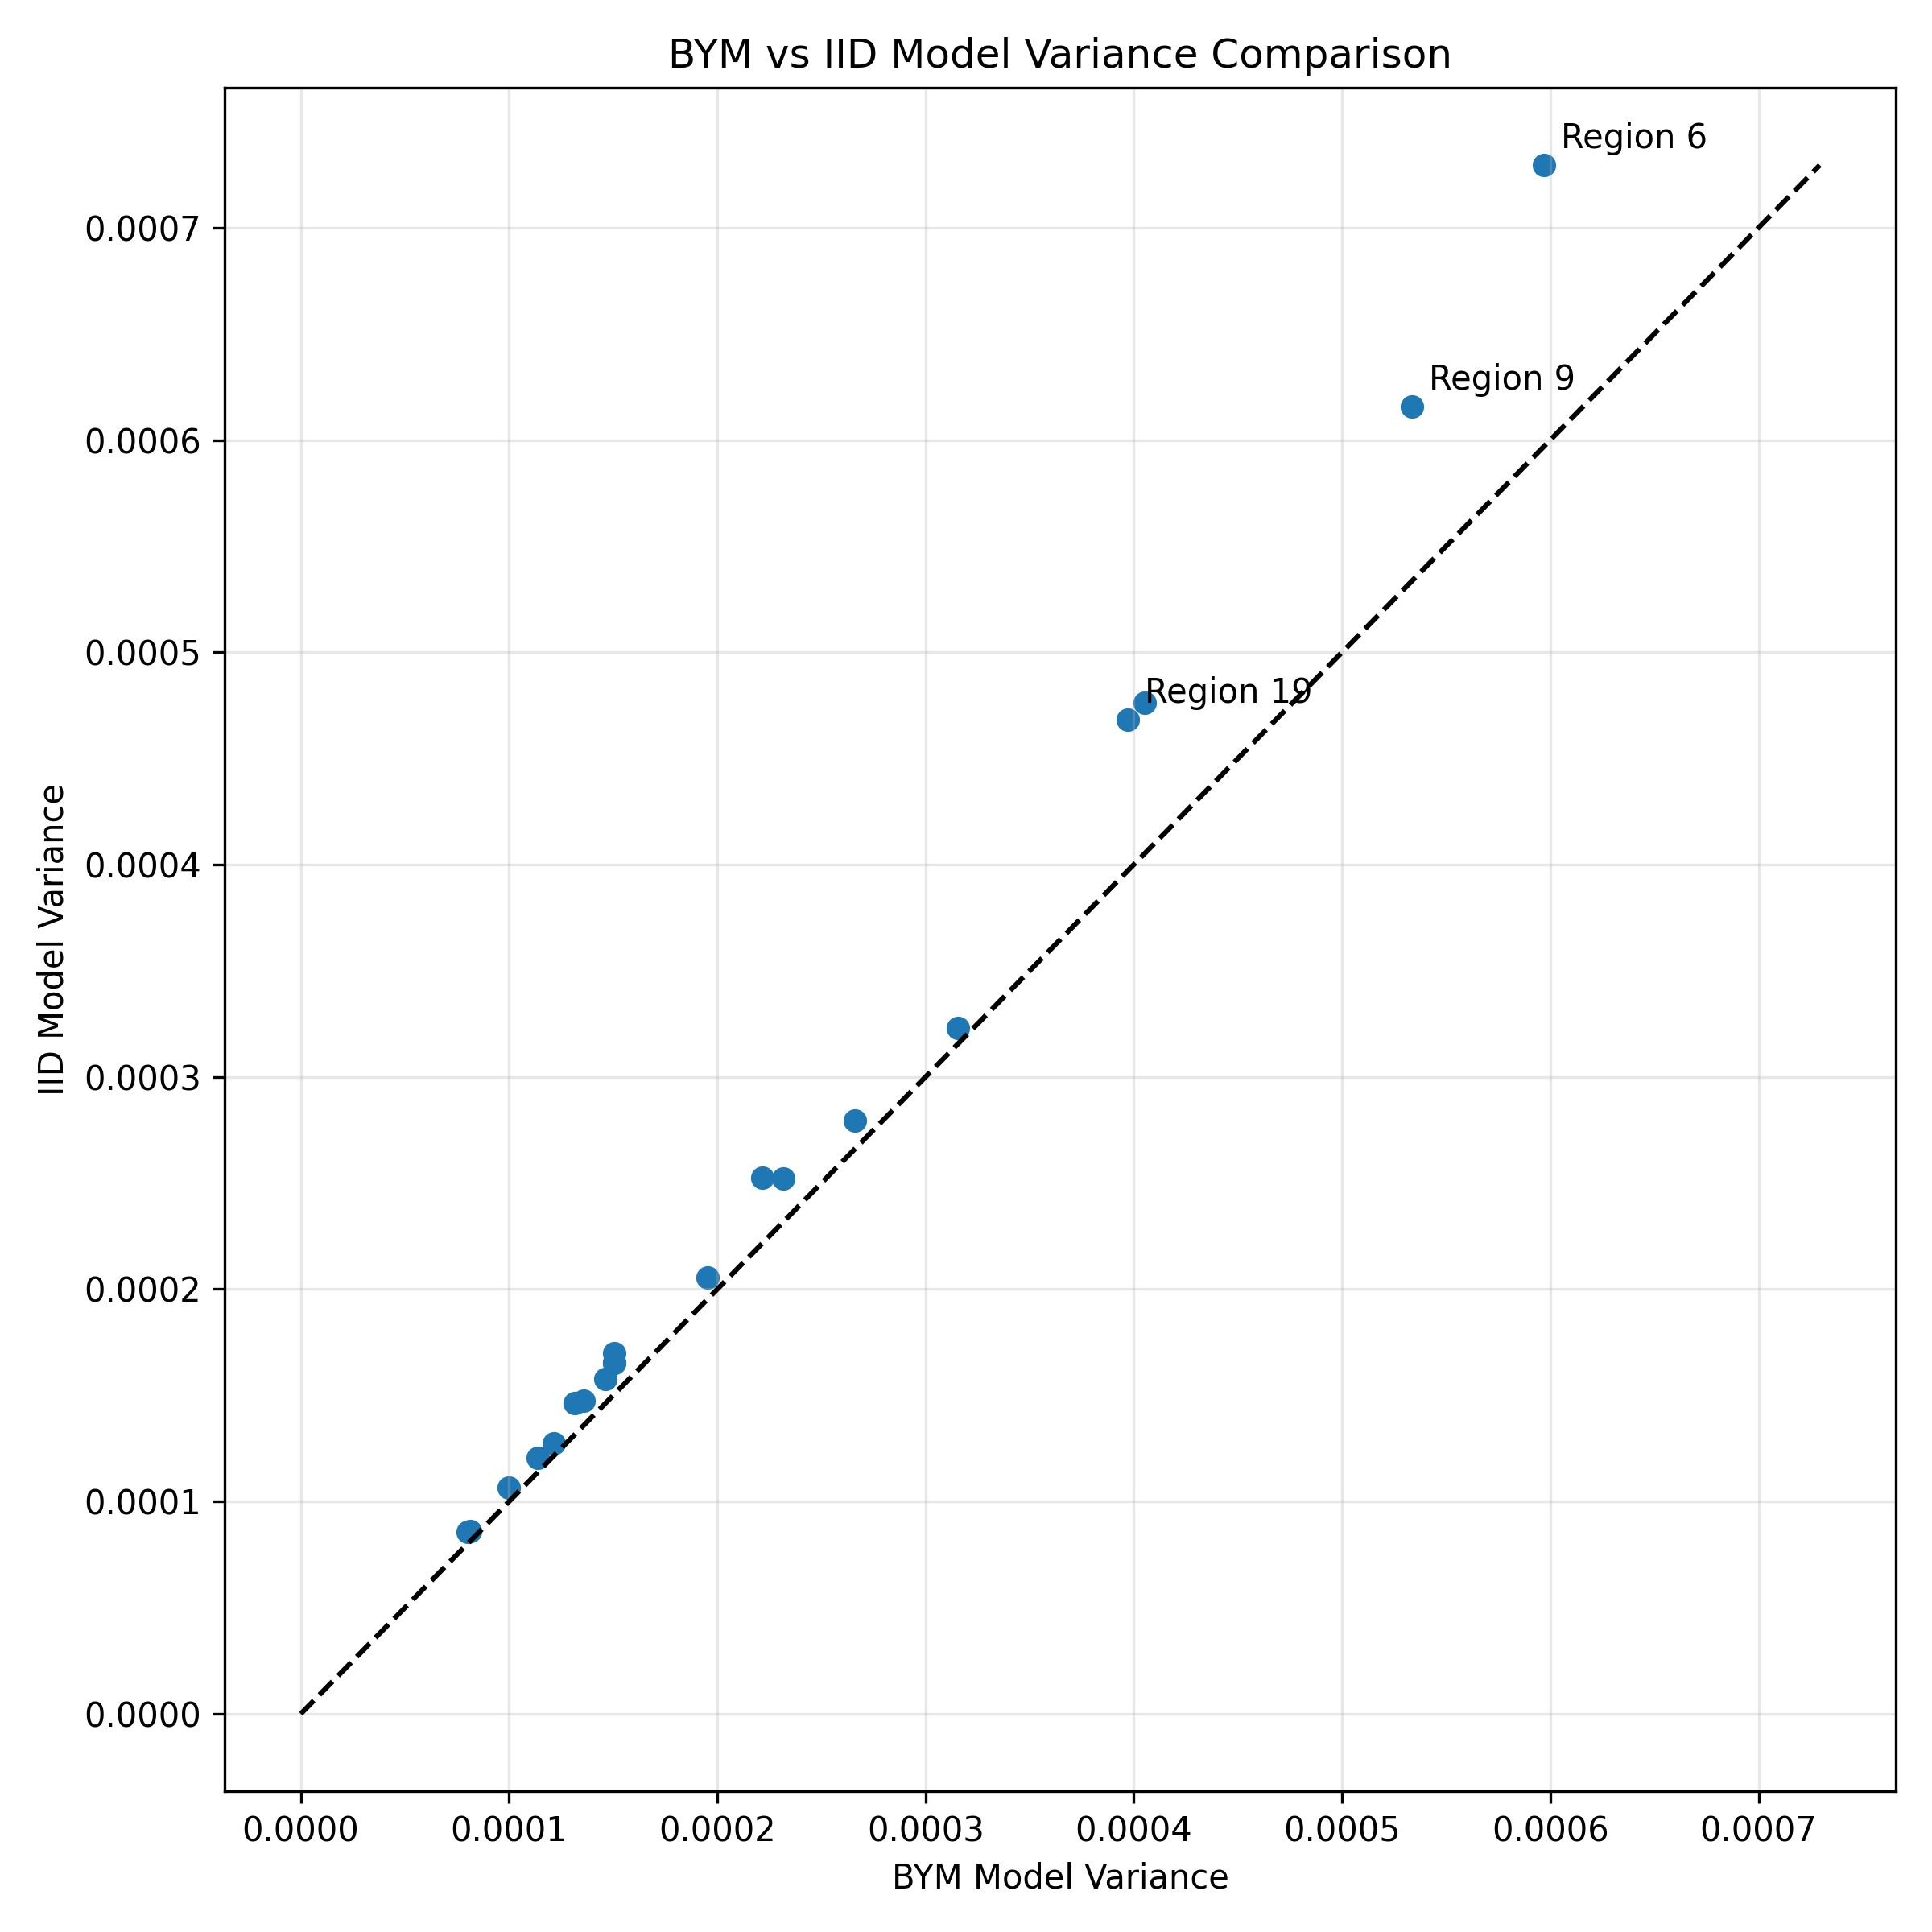 BYM vs IID Model Variance Comparison
Region 6
0.0007
Region 9
0.0006
0.0005
Region 19
0.0004
IID Model Variance
0.0003
0.0002
0.0001
0.0000
0.0000 0.0001 0.0002 0.0003 0.0004 0.0005 0.0006 0.0007
BYM Model Variance